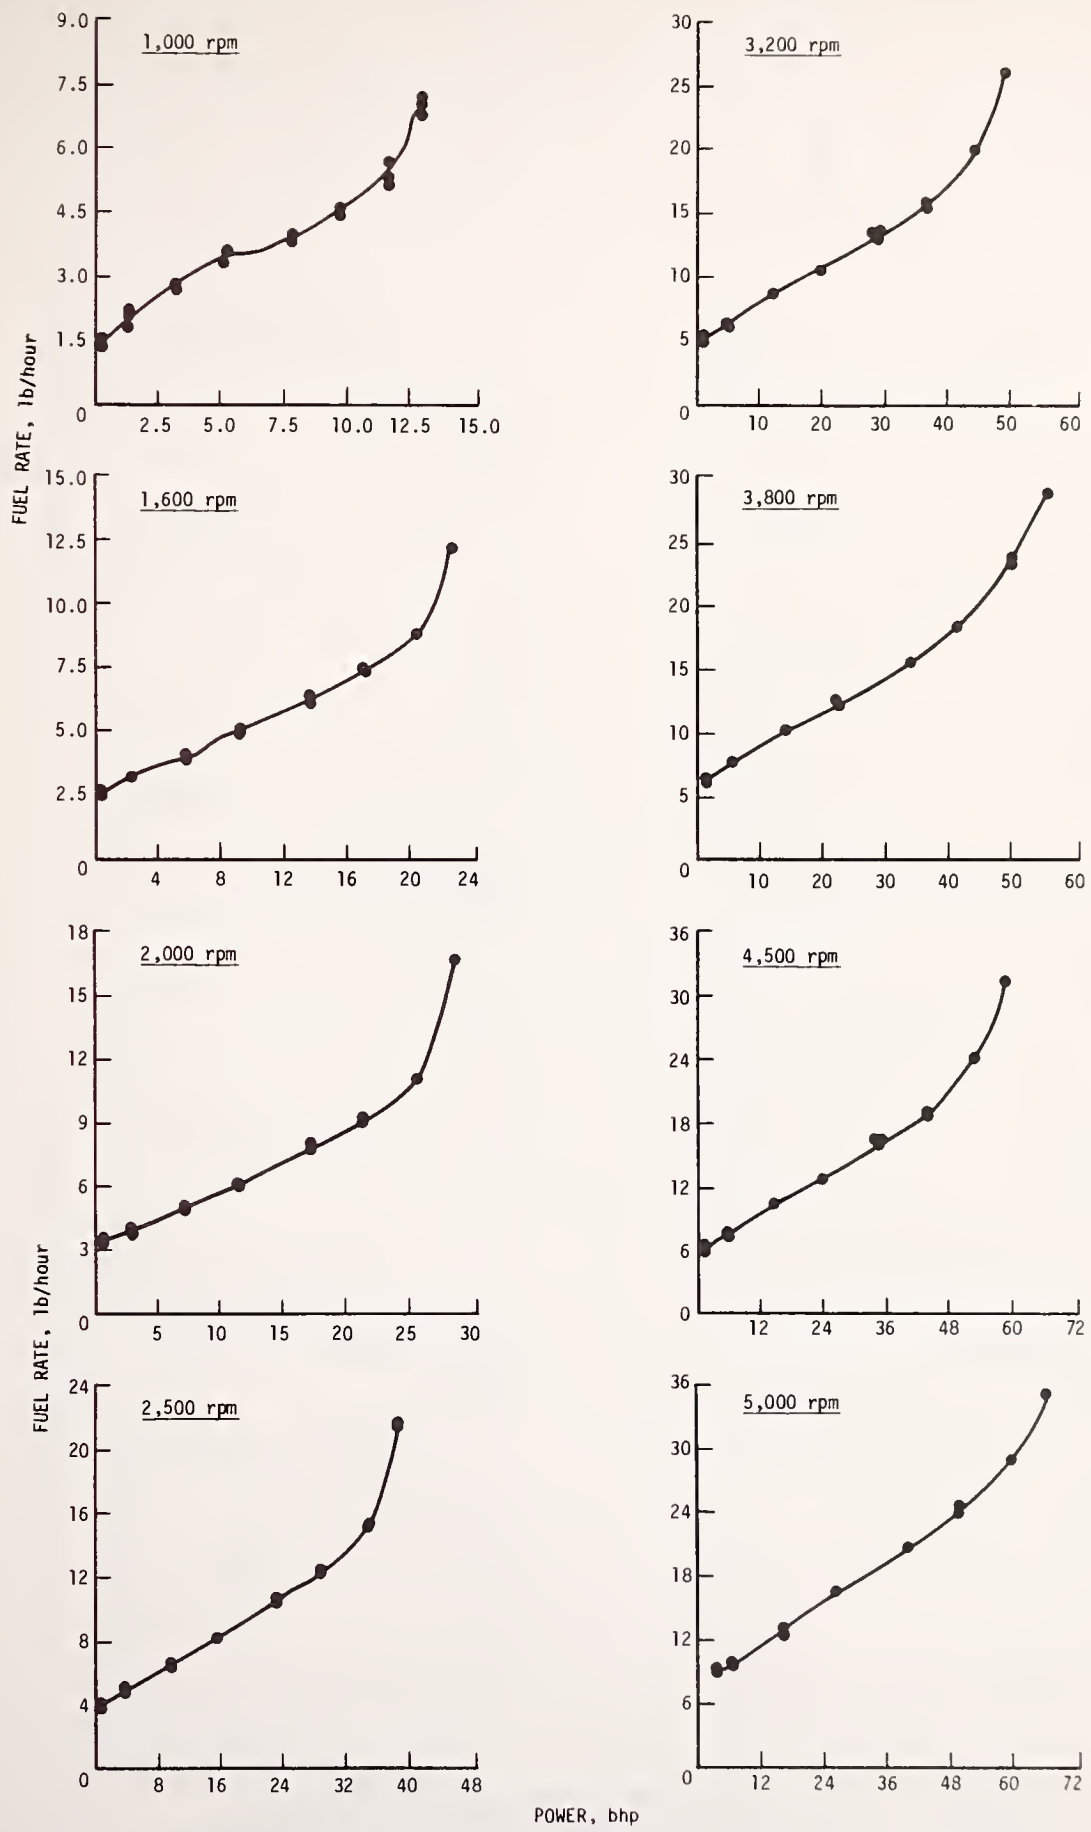 1,000 rpm
9.0
7.5
6.0
4.5
3.0
1.5
0
2.5 5.0 7.5 10.0 12.5 15.0
3,200 rpm
30
25
20
15
10
5
0
10 20 30 40 50 60
FUEL RATE, lb/hour
1,600 rpm
15.0
12.5
10.0
7.5
5.0
2.5
0
4 8 12 16 20 24
3,800 rpm
30
25
20
15
10
5
0
10 20 30 40 50 60
2,000 rpm
18
15
12
9
6
3
0
5 10 15 20 25 30
4,500 rpm
36
30
24
18
12
6
0
12 24 36 48 60 72
FUEL RATE, lb/hour
2,500 rpm
24
20
16
12
8
4
0
8 16 24 32 40 48
5,000 rpm
36
30
24
18
12
6
0
12 24 36 48 60 72
POWER, bhp